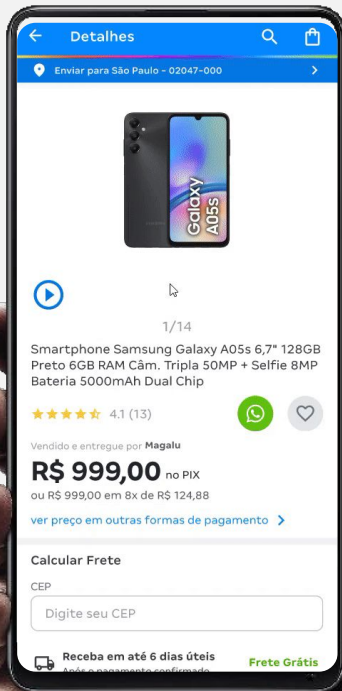 Detalhes
Enviar para São Paulo - 02047-000
Galaxy
A05s
1/14
Smartphone Samsung Galaxy A05s 6,7" 128GB
Preto 6GB RAM Câm. Tripla 50MP + Selfie 8MP
Bateria 5000mAh Dual Chip
4.1 (13)
Vendido e entregue por Magalu
R$ 999,00 no PIX
ou R$ 999,00 em 8x de R$ 124,88
ver preço em outras formas de pagamento
Calcular Frete
CEP
Digite seu CEP
Receba em até 6 dias úteis
Frete Grátis
Após o pagamento confirmado